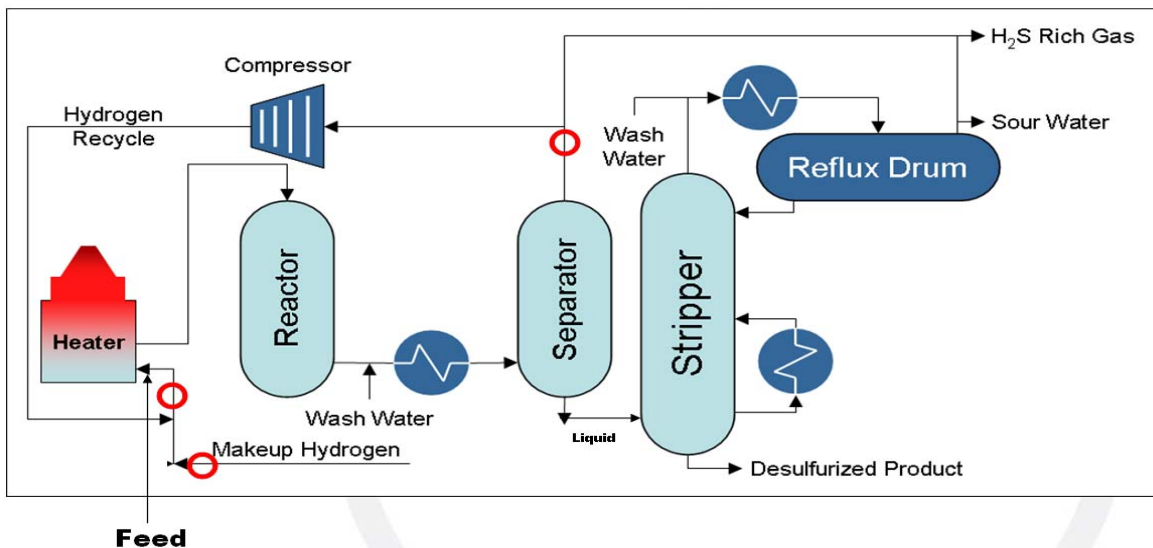 H₂S Rich Gas
Compressor
Hydrogen
Recycle
Wash
Water
Sour Water
Reflux Drum
Reactor
Separator
Stripper
Heater
Wash Water
Liquid
Makeup Hydrogen
Desulfurized Product
Feed